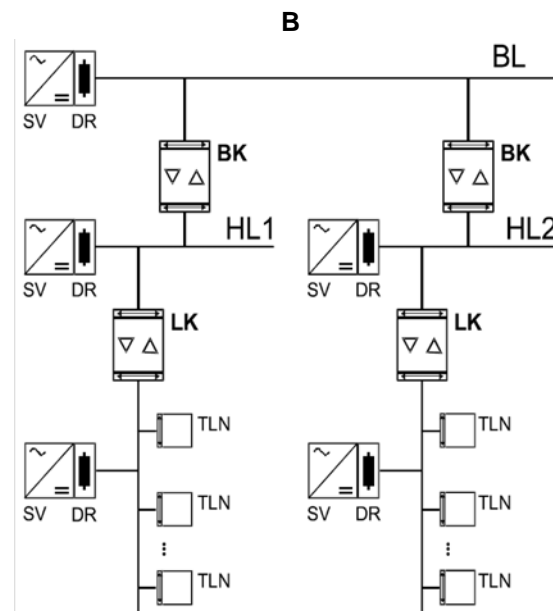 B
BL
SV DR
BK BK
HL1 HL2
SV DR SV DR
LK LK
TLN TLN
SV DR SV DR
TLN TLN
TLN TLN